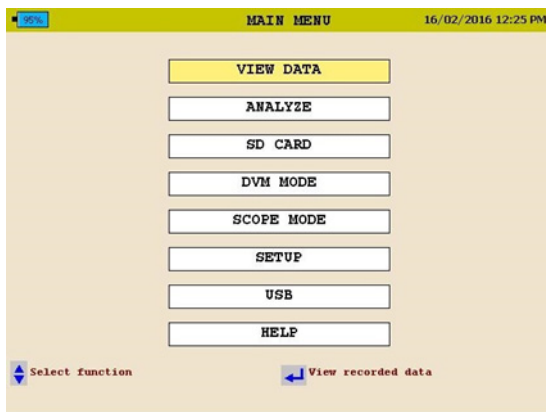 95% MAIN MENU 16/02/2016 12:25 PM
VIEW DATA
ANALYZE
SD CARD
DVM MODE
SCOPE MODE
SETUP
USB
HELP
Select function View recorded data